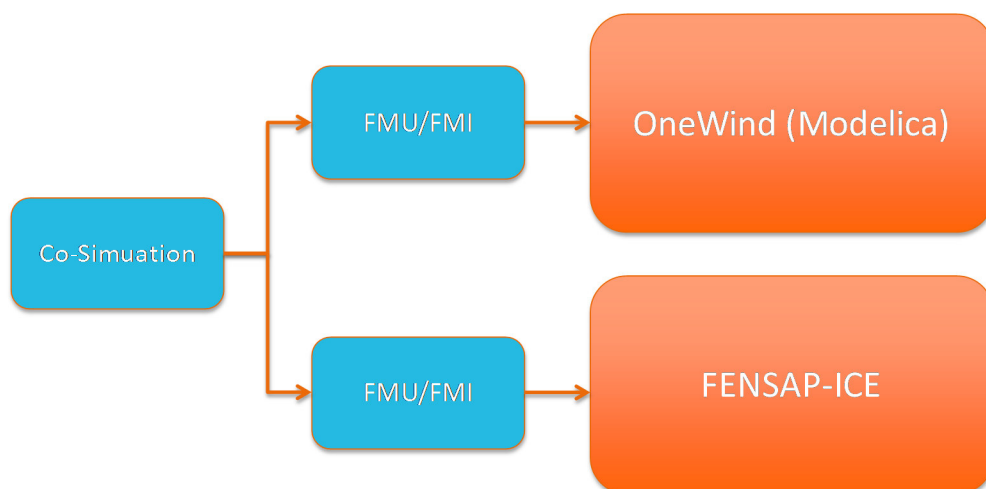 FMU/FMI
OneWind (Modelica)
Co-Simuation
FMU/FMI
FENSAP-ICE